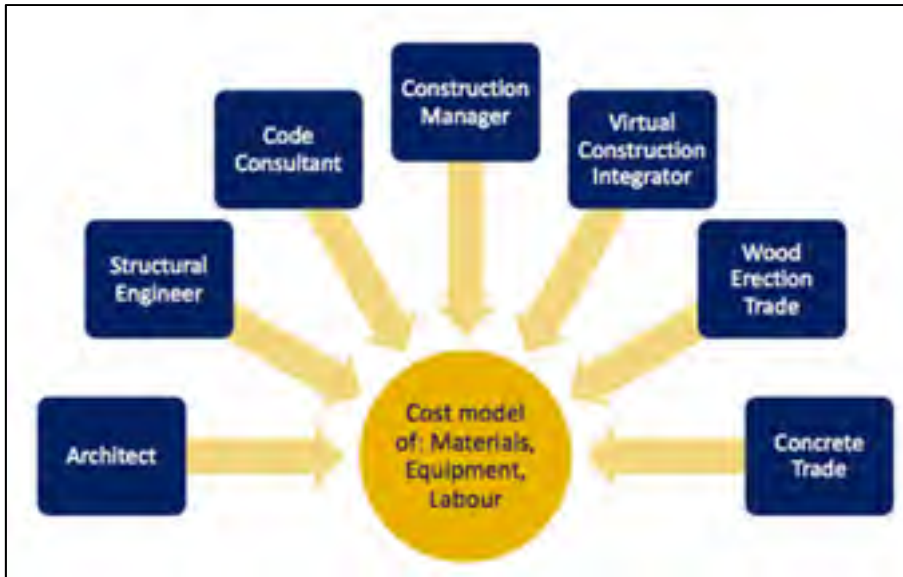 Architect
Structural
Engineer
Code
Consultant
Construction
Manager
Virtual
Construction
Integrator
Wood
Erection
Trade
Concrete
Trade
Cost model
of: Materials,
Equipment,
Labour